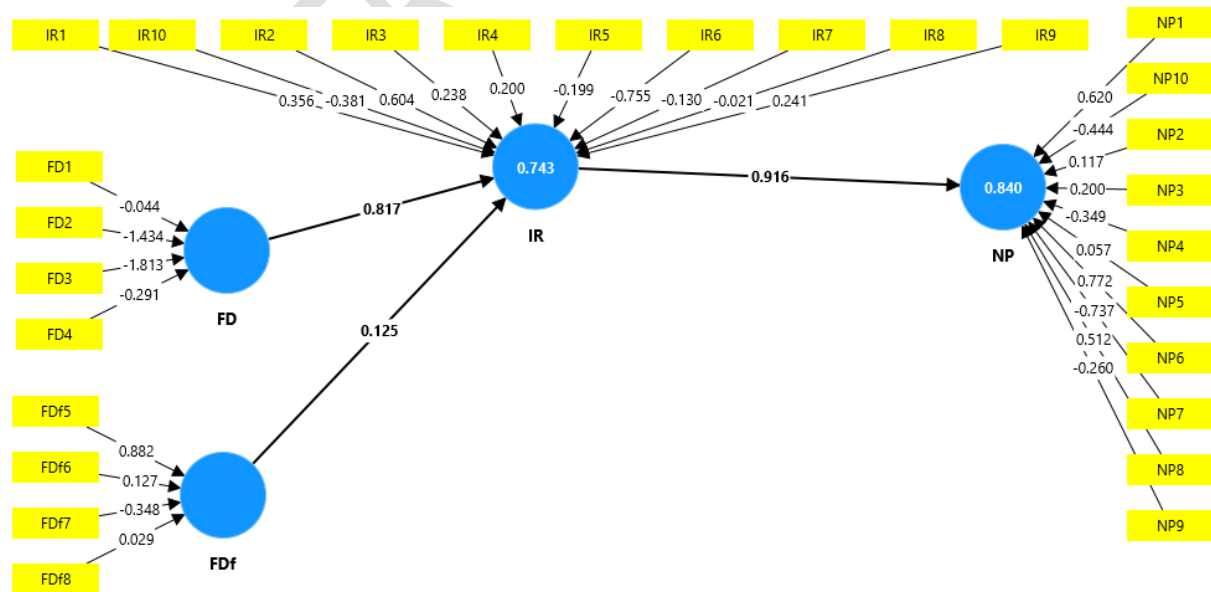 IR1 IR10 IR2 IR3 IR4 IR5 IR6 IR7 IR8 IR9
0.356 -0.381 0.604 0.238 0.200 -0.199 -0.755 -0.130 -0.021 0.241
FD1
FD2
FD3
FD4
-0.044
-1.434
-1.813
-0.291
FD
0.817
0.743
IR
0.916
0.840
NP
NP1
NP10
NP2
NP3
NP4
NP5
NP6
NP7
NP8
NP9
0.620
-0.444
0.117
0.200
-0.349
0.057
0.772
-0.737
0.512
-0.260
0.125
FDf5
FDf6
FDf7
FDf8
0.882
0.127
-0.348
0.029
FDf